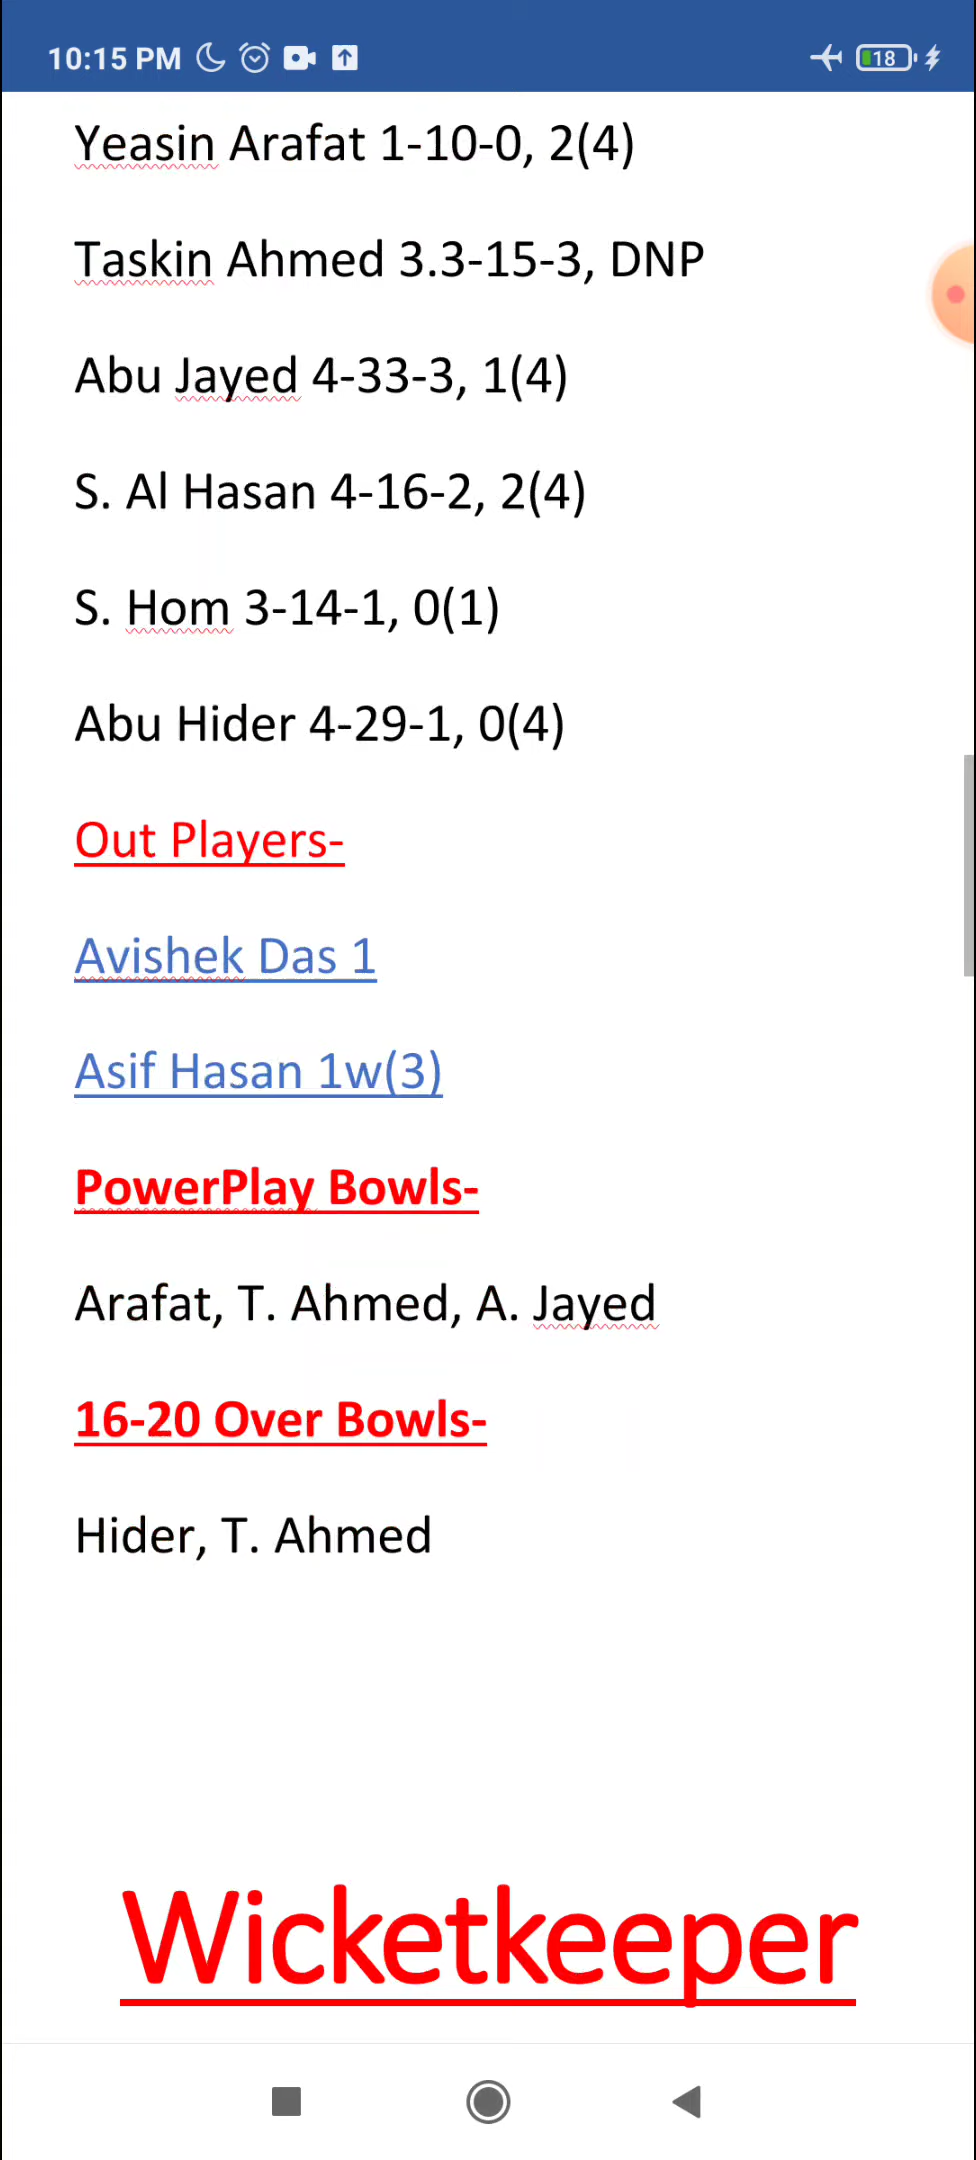 10:15 PM 18
Yeasin Arafat 1-10-0, 2(4)
Taskin Ahmed 3.3-15-3, DNP
Abu Jayed 4-33-3, 1(4)
S. Al Hasan 4-16-2, 2(4)
S. Hom 3-14-1, 0(1)
Abu Hider 4-29-1, 0(4)
Out Players-
Avishek Das 1
Asif Hasan 1w(3)
PowerPlay Bowls-
Arafat, T. Ahmed, A. Jayed
16-20 Over Bowls-
Hider, T. Ahmed
Wicketkeeper